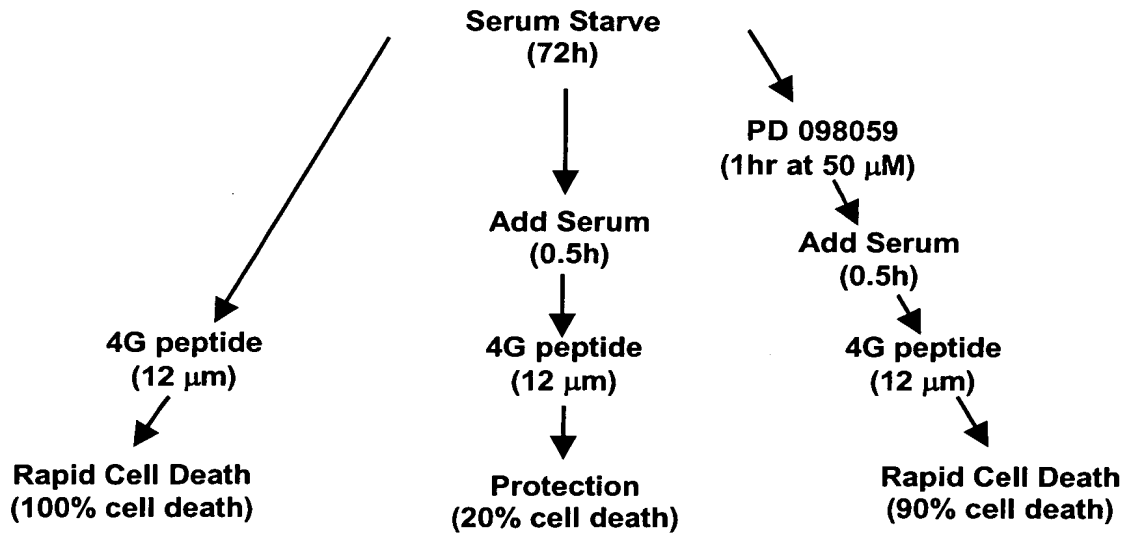 Serum Starve
(72h)
PD 098059
(1hr at 50 μM)
Add Serum
(0.5h)
Add Serum
(0.5h)
4G peptide
(12 μm)
4G peptide
(12 μm)
4G peptide
(12 μm)
Rapid Cell Death
(100% cell death)
Protection
(20% cell death)
Rapid Cell Death
(90% cell death)